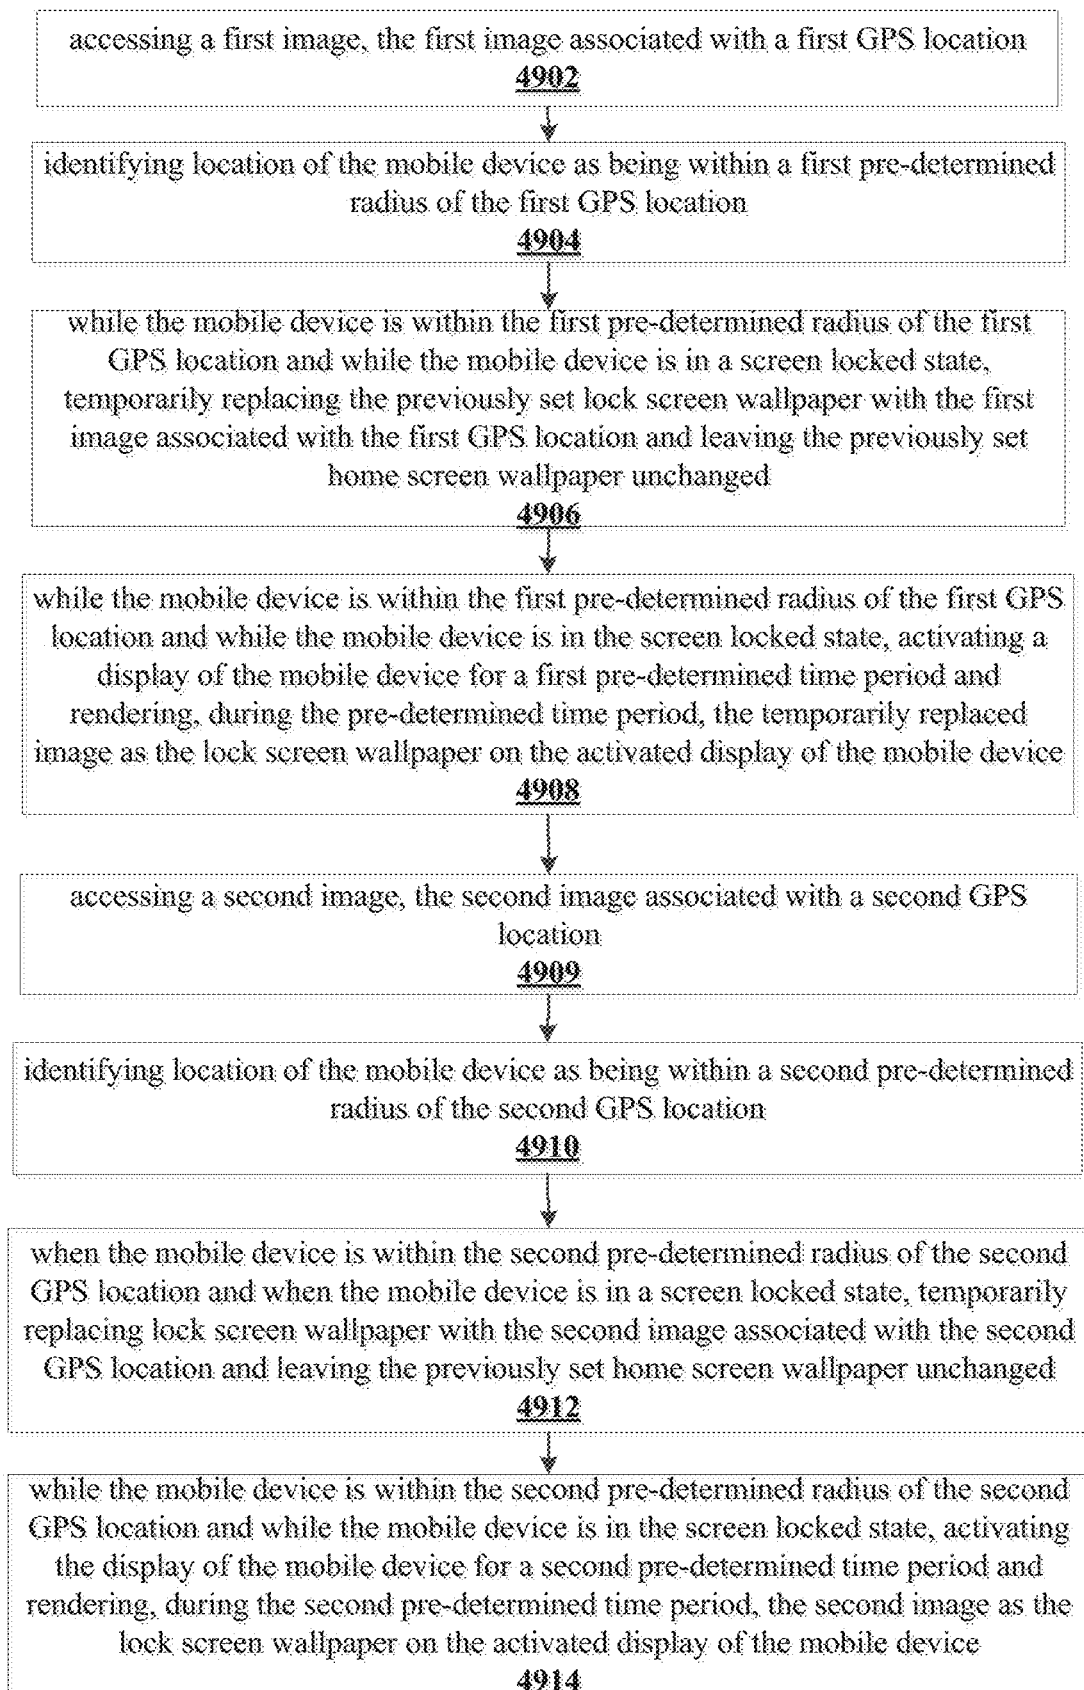 accessing a first image, the first image associated with a first GPS location
4902
identifying location of the mobile device as being within a first pre-determined
radius of the first GPS location
4904
while the mobile device is within the first pre-determined radius of the first
GPS location and while the mobile device is in a screen locked state,
temporarily replacing the previously set lock screen wallpaper with the first
image associated with the first GPS location and leaving the previously set
home screen wallpaper unchanged
4906
while the mobile device is within the first pre-determined radius of the first GPS
location and while the mobile device is in the screen locked state, activating a
display of the mobile device for a first pre-determined time period and
rendering, during the pre-determined time period, the temporarily replaced
image as the lock screen wallpaper on the activated display of the mobile device
4908
accessing a second image, the second image associated with a second GPS
location
4909
identifying location of the mobile device as being within a second pre-determined
radius of the second GPS location
4910
when the mobile device is within the second pre-determined radius of the second
GPS location and when the mobile device is in a screen locked state, temporarily
replacing lock screen wallpaper with the second image associated with the second
GPS location and leaving the previously set home screen wallpaper unchanged
4912
while the mobile device is within the second pre-determined radius of the second
GPS location and while the mobile device is in the screen locked state, activating
the display of the mobile device for a second pre-determined time period and
rendering, during the second pre-determined time period, the second image as the
lock screen wallpaper on the activated display of the mobile device
4914